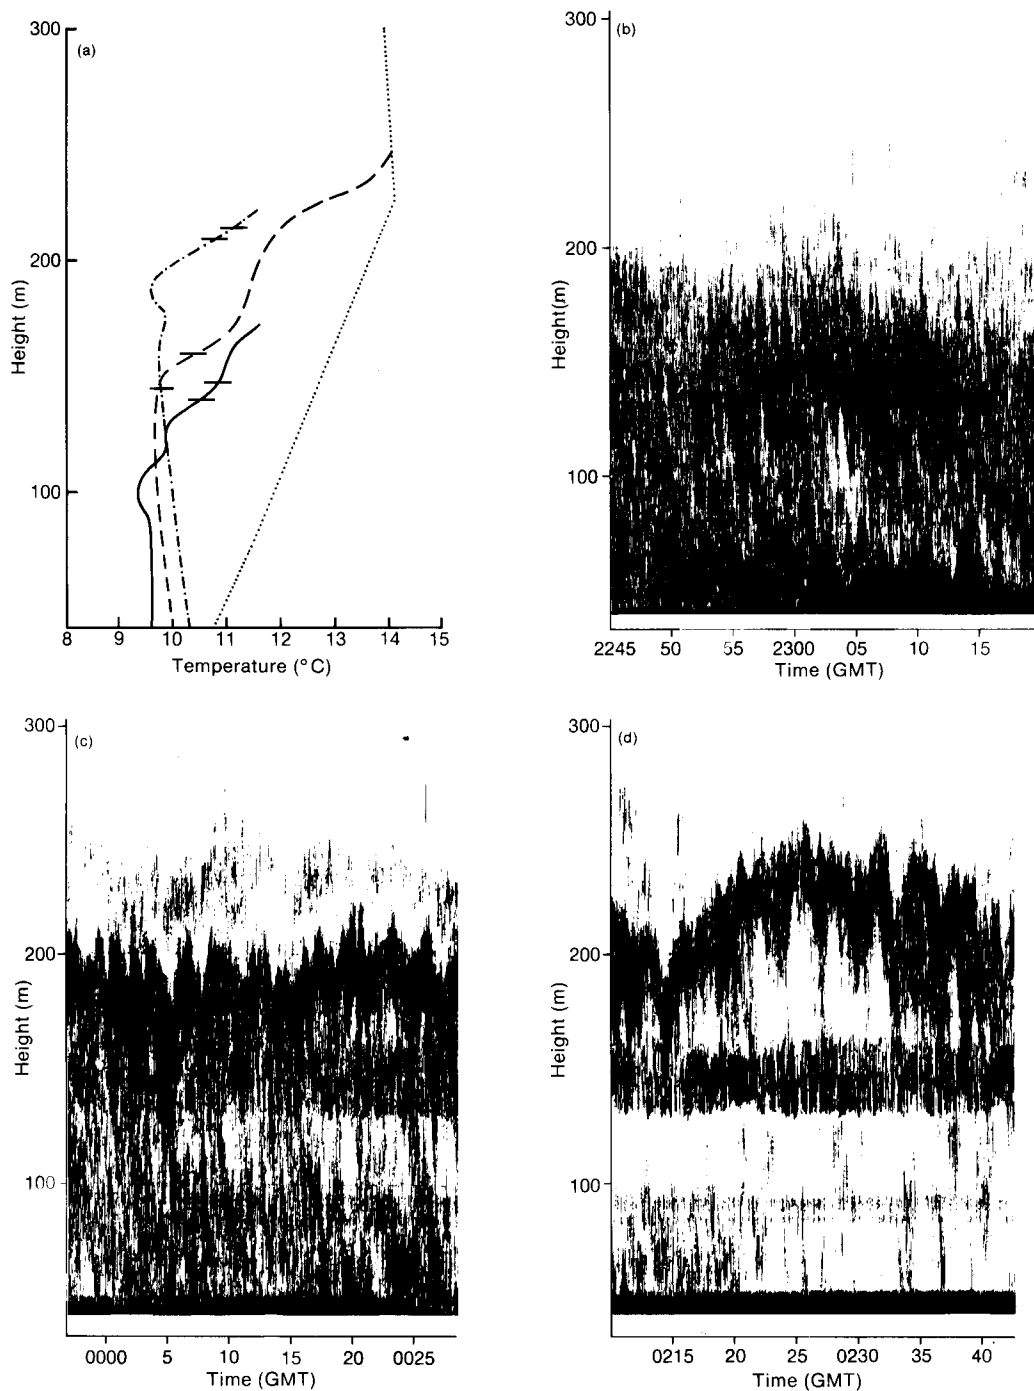 (a)
300
200
100
Height (m)
8 9 10 11 12 13 14 15
Temperature (°C)
(b)
300
200
100
Height(m)
2245 50 55 2300 05 10 15
Time (GMT)
(c)
300
200
100
Height (m)
0000 5 10 15 20 0025
Time (GMT)
(d)
300
200
100
Height (m)
0215 20 25 0230 35 40
Time (GMT)